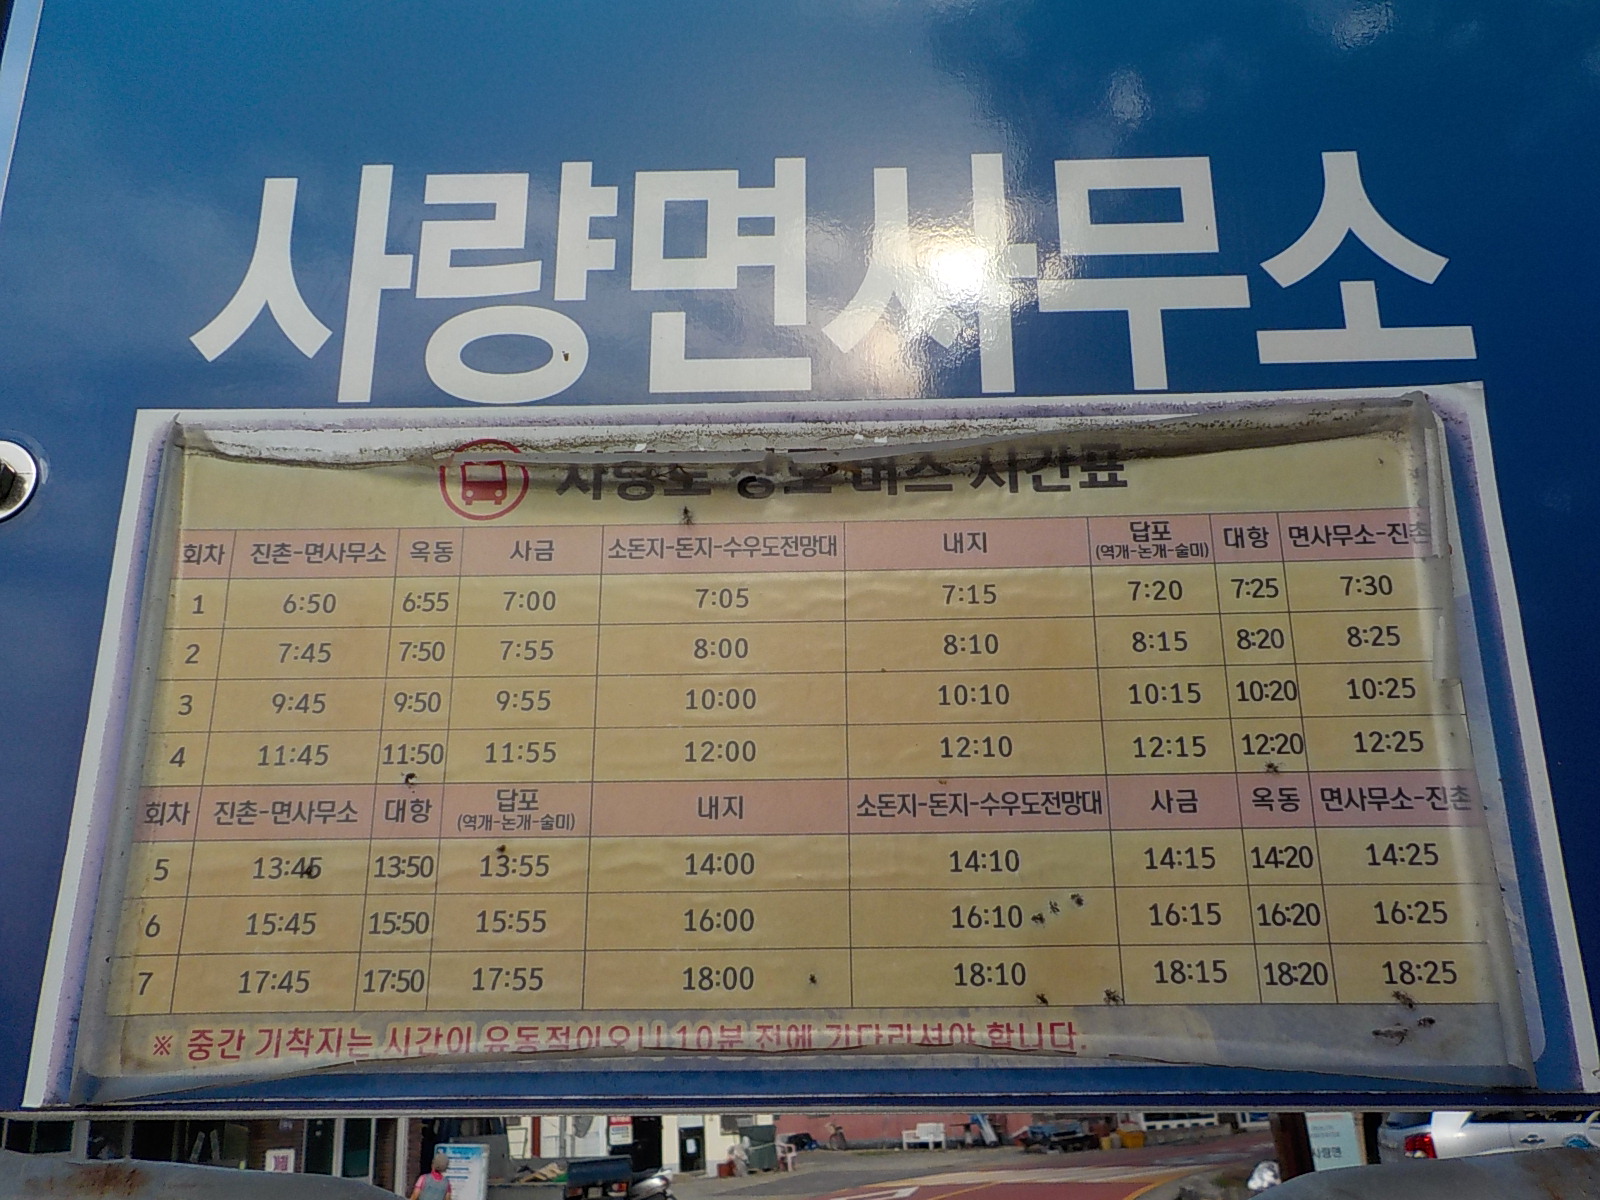 사량면사무소
사량도 상도 버스 시간표
회차 진촌-면사무소 옥동 사금 소돈지-돈지-수우도전망대 내지 답포 (역개-논개-술미) 대항 면사무소-진촌
1 6:50 6:55 7:00 7:05 7:15 7:20 7:25 7:30
2 7:45 7:50 7:55 8:00 8:10 8:15 8:20 8:25
3 9:45 9:50 9:55 10:00 10:10 10:15 10:20 10:25
4 11:45 11:50 11:55 12:00 12:10 12:15 12:20 12:25
회차 진촌-면사무소 대항 답포 (역개-논개-술미) 내지 소돈지-돈지-수우도전망대 사금 옥동 면사무소-진촌
5 13:45 13:50 13:55 14:00 14:10 14:15 14:20 14:25
6 15:45 15:50 15:55 16:00 16:10 16:15 16:20 16:25
7 17:45 17:50 17:55 18:00 18:10 18:15 18:20 18:25
※ 중간 기착지는 시간이 유동적이오니 10분 전에 기다리셔야 합니다.